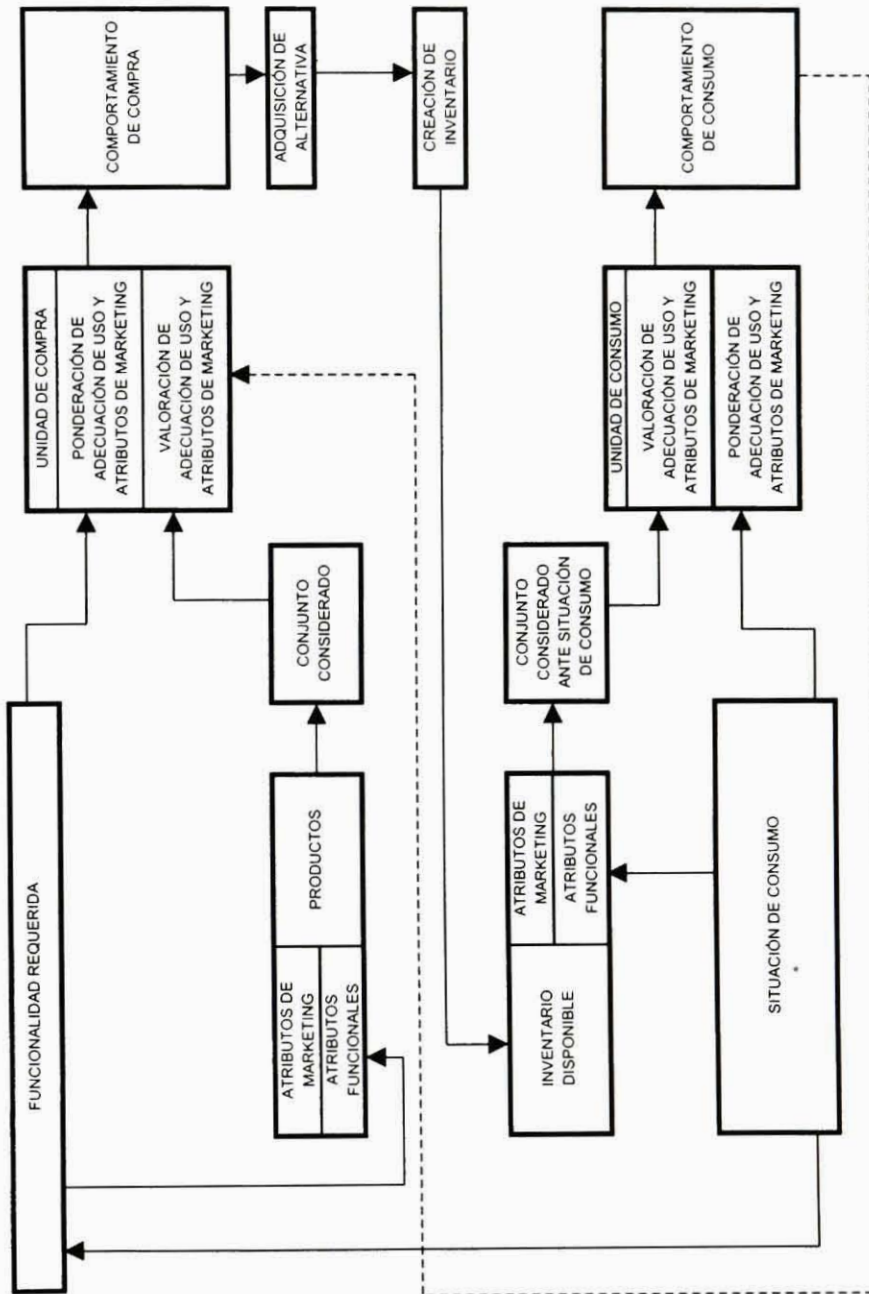 FUNCIONALIDAD REQUERIDA
ATRIBUTOS DE
MARKETING
ATRIBUTOS
FUNCIONALES
PRODUCTOS
CONJUNTO
CONSIDERADO
UNIDAD DE COMPRA
PONDERACIÓN DE
ADECUACIÓN DE USO Y
ATRIBUTOS DE MARKETING
VALORACIÓN DE
ADECUACIÓN DE USO Y
ATRIBUTOS DE MARKETING
COMPORTAMIENTO
DE COMPRA
ADQUISICIÓN DE
ALTERNATIVA
CREACIÓN DE
INVENTARIO
INVENTARIO
DISPONIBLE
ATRIBUTOS DE
MARKETING
ATRIBUTOS
FUNCIONALES
CONJUNTO
CONSIDERADO
ANTE SITUACIÓN
DE CONSUMO
UNIDAD DE CONSUMO
VALORACIÓN DE
ADECUACIÓN DE USO Y
ATRIBUTOS DE MARKETING
PONDERACIÓN DE
ADECUACIÓN DE USO Y
ATRIBUTOS DE MARKETING
COMPORTAMIENTO
DE CONSUMO
SITUACIÓN DE CONSUMO